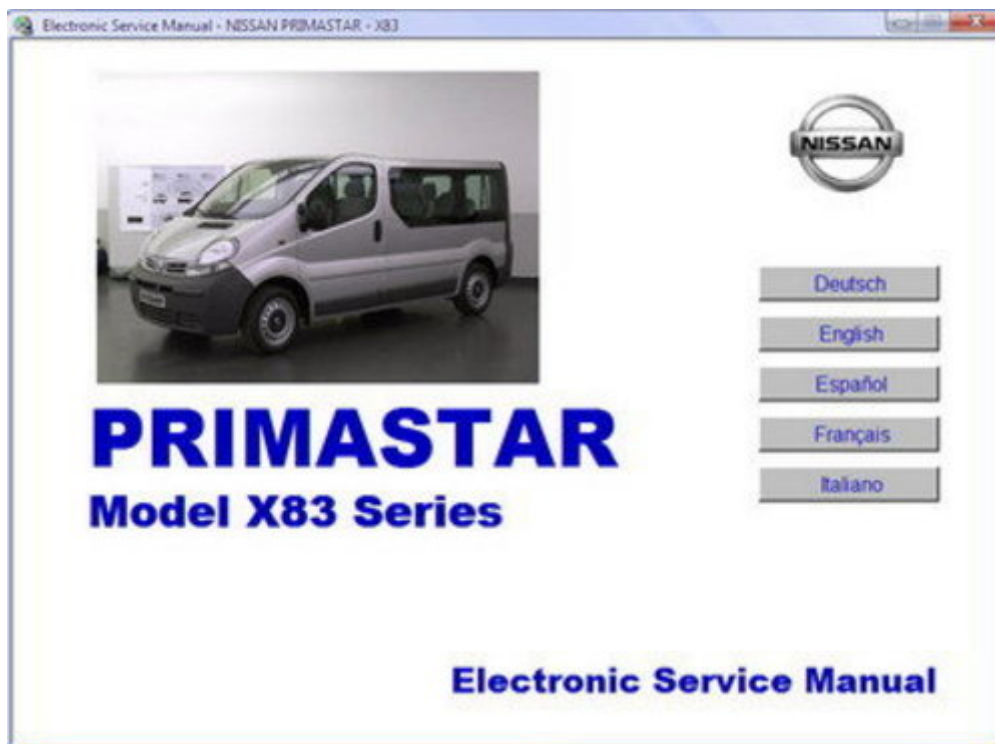 Electronic Service Manual - NISSAN PRIMASTAR - X83
NISSAN
Deutsch
English
Español
Français
Italiano
PRIMASTAR
Model X83 Series
Electronic Service Manual